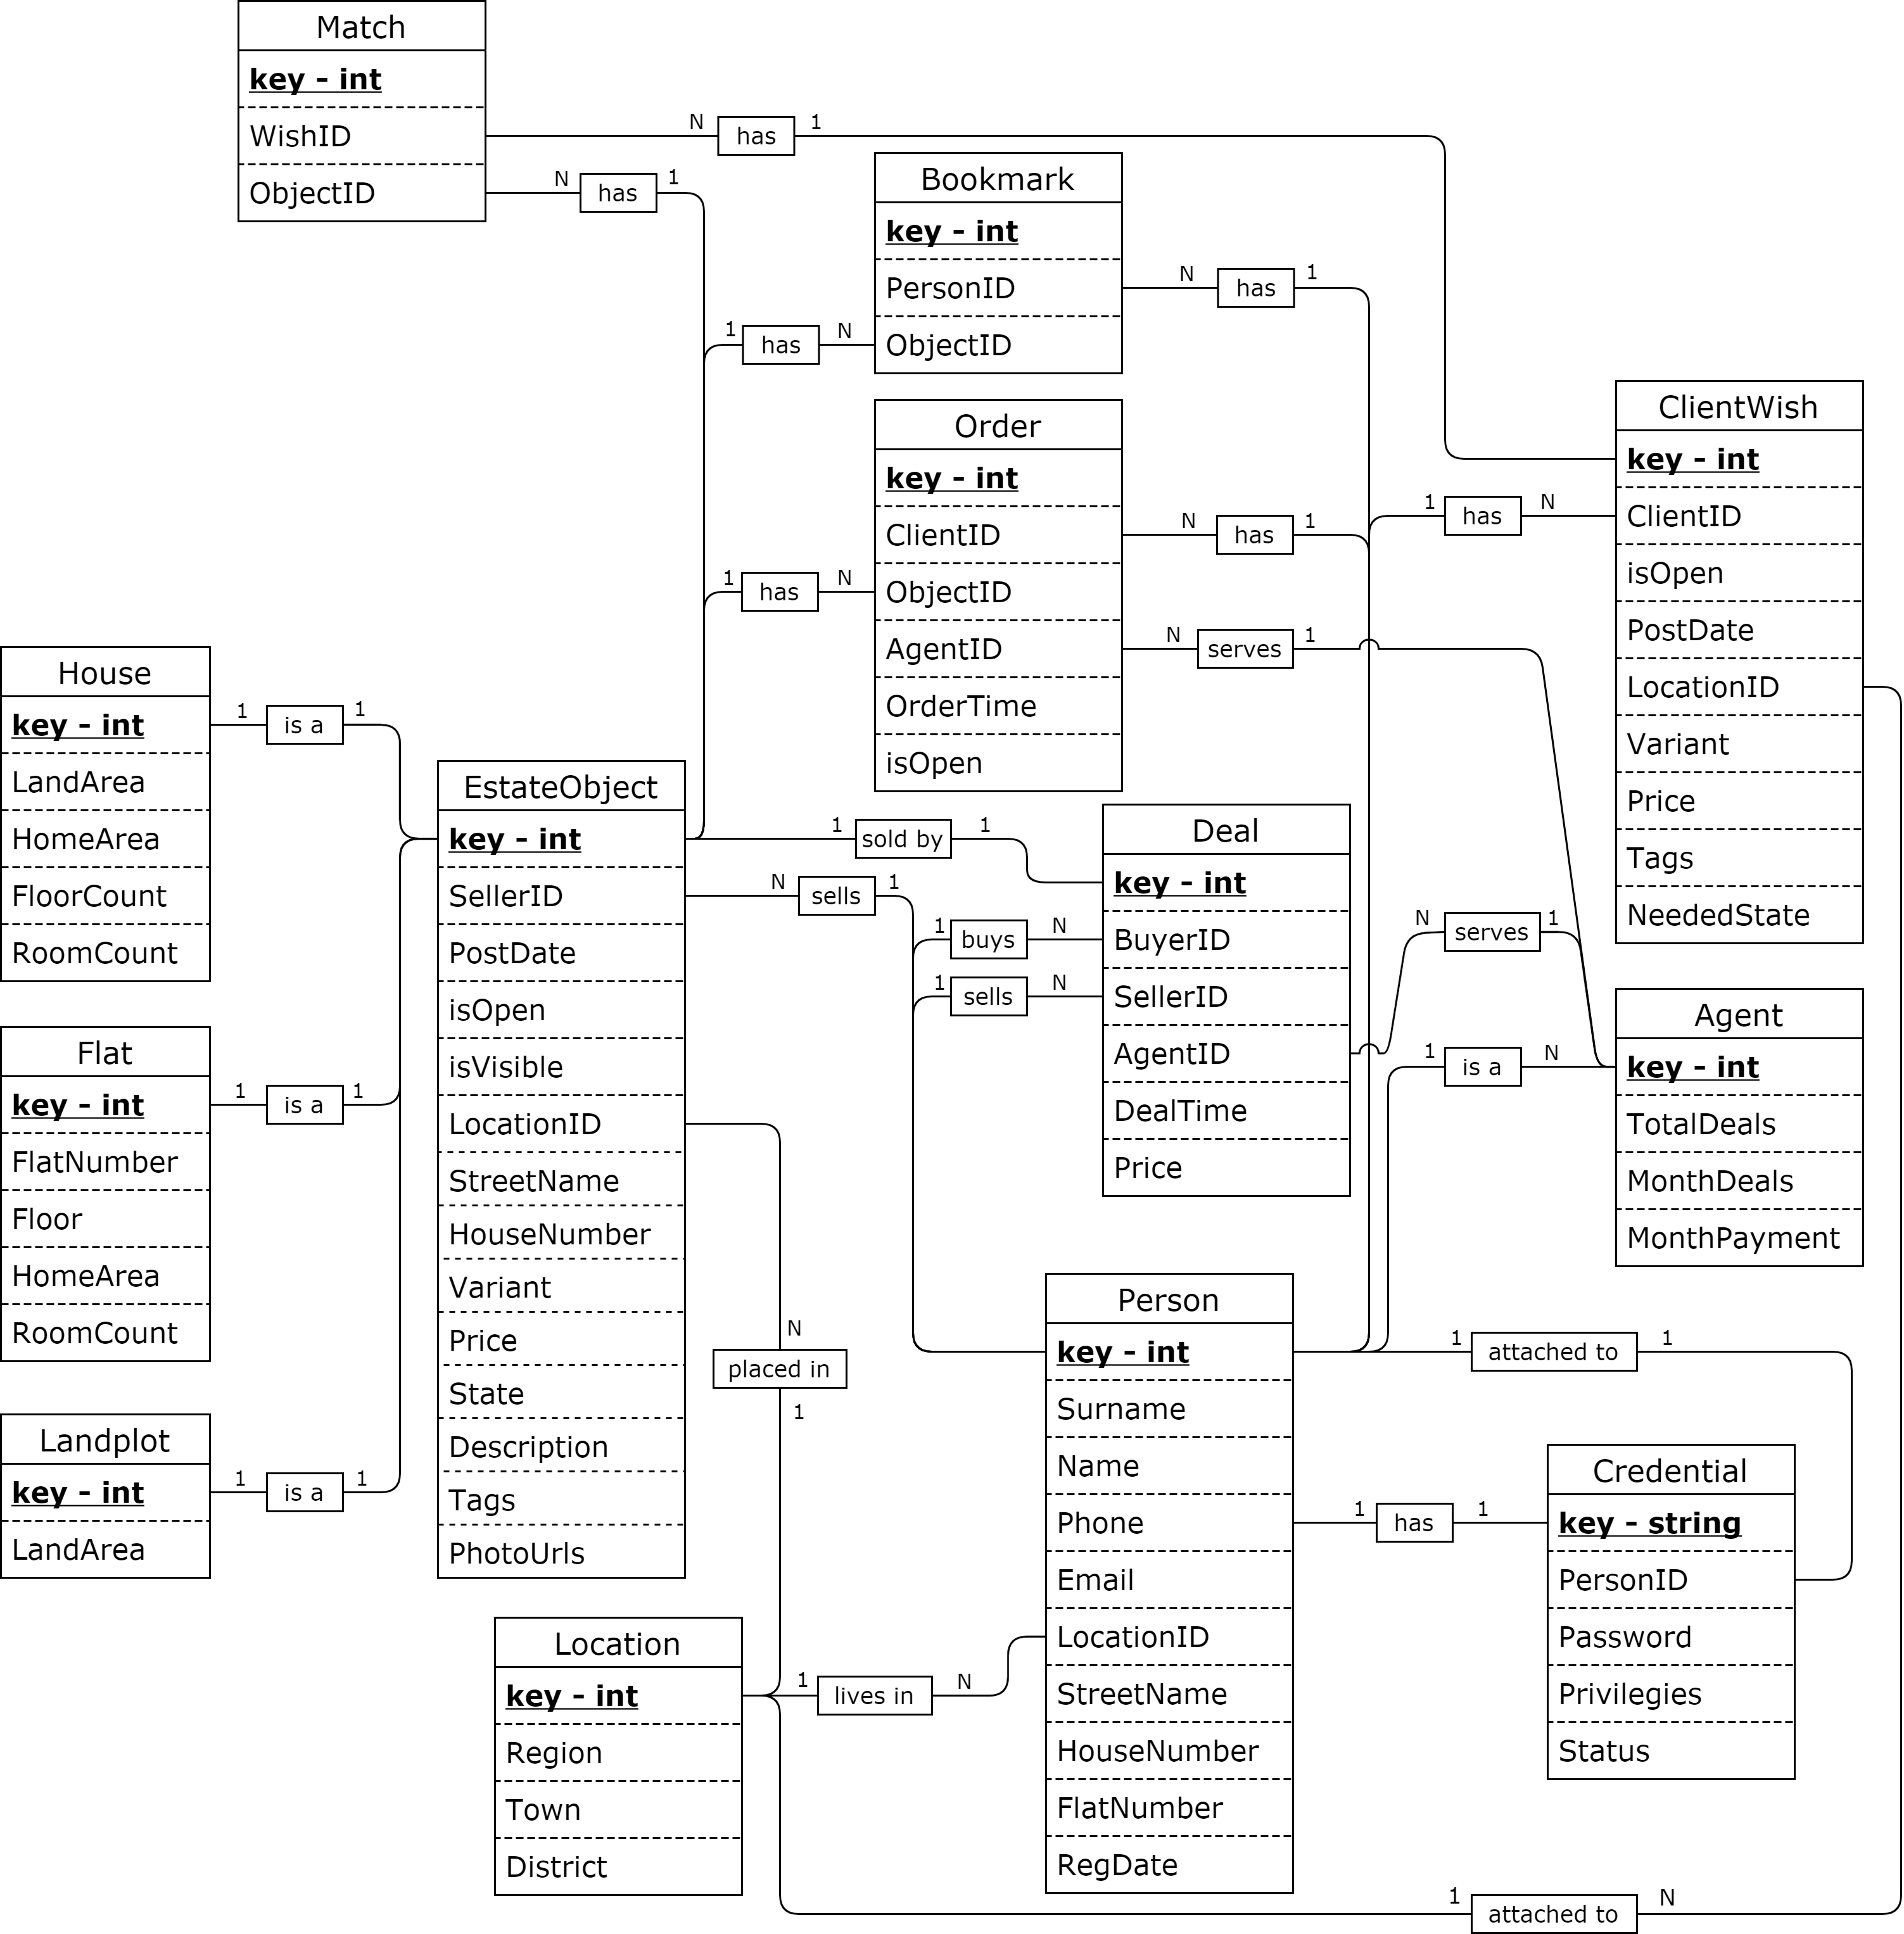 Match
key - int
WishID
ObjectID
N has 1
N has 1
Bookmark
key - int
PersonID
ObjectID
N has 1
1 has N
Order
key - int
ClientID
ObjectID
AgentID
OrderTime
isOpen
N has 1
1 has N
N serves 1
ClientWish
key - int
ClientID
isOpen
PostDate
LocationID
Variant
Price
Tags
NeededState
1 has N
House
key - int
LandArea
HomeArea
FloorCount
RoomCount
1 is a 1
Flat
key - int
FlatNumber
Floor
HomeArea
RoomCount
1 is a 1
Landplot
key - int
LandArea
1 is a 1
EstateObject
key - int
SellerID
PostDate
isOpen
isVisible
LocationID
StreetName
HouseNumber
Variant
Price
State
Description
Tags
PhotoUrls
1 sold by 1
N sells 1
1 buys N
1 sells N
Deal
key - int
BuyerID
SellerID
AgentID
DealTime
Price
N serves 1
1 is a N
Agent
key - int
TotalDeals
MonthDeals
MonthPayment
N
placed in
1
Person
key - int
Surname
Name
Phone
Email
LocationID
StreetName
HouseNumber
FlatNumber
RegDate
1 attached to 1
1 has 1
Credential
key - string
PersonID
Password
Privilegies
Status
Location
key - int
Region
Town
District
1 lives in N
1 attached to N